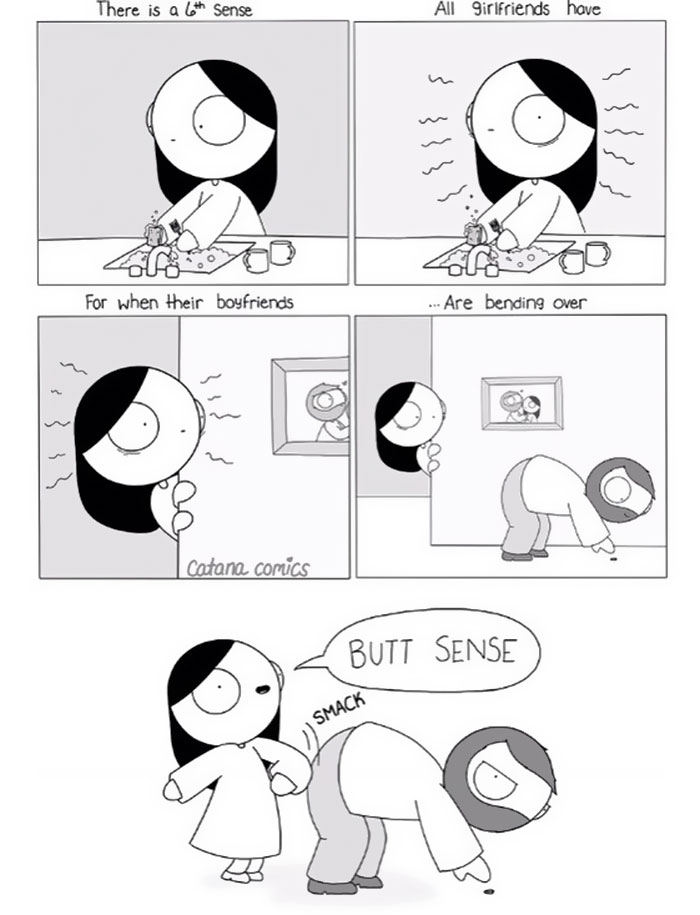 There is a 6th Sense
All girlfriends have
For when their boyfriends
...Are bending over
Catana comics
BUTT SENSE
SMACK